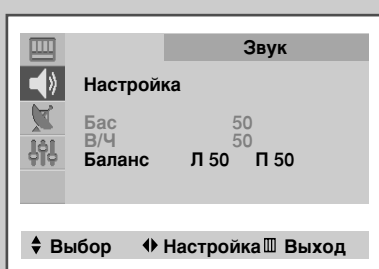 Звук
Настройка
Бас 50
В/Ч 50
Баланс Л 50 П 50
Выбор Настройка Выход